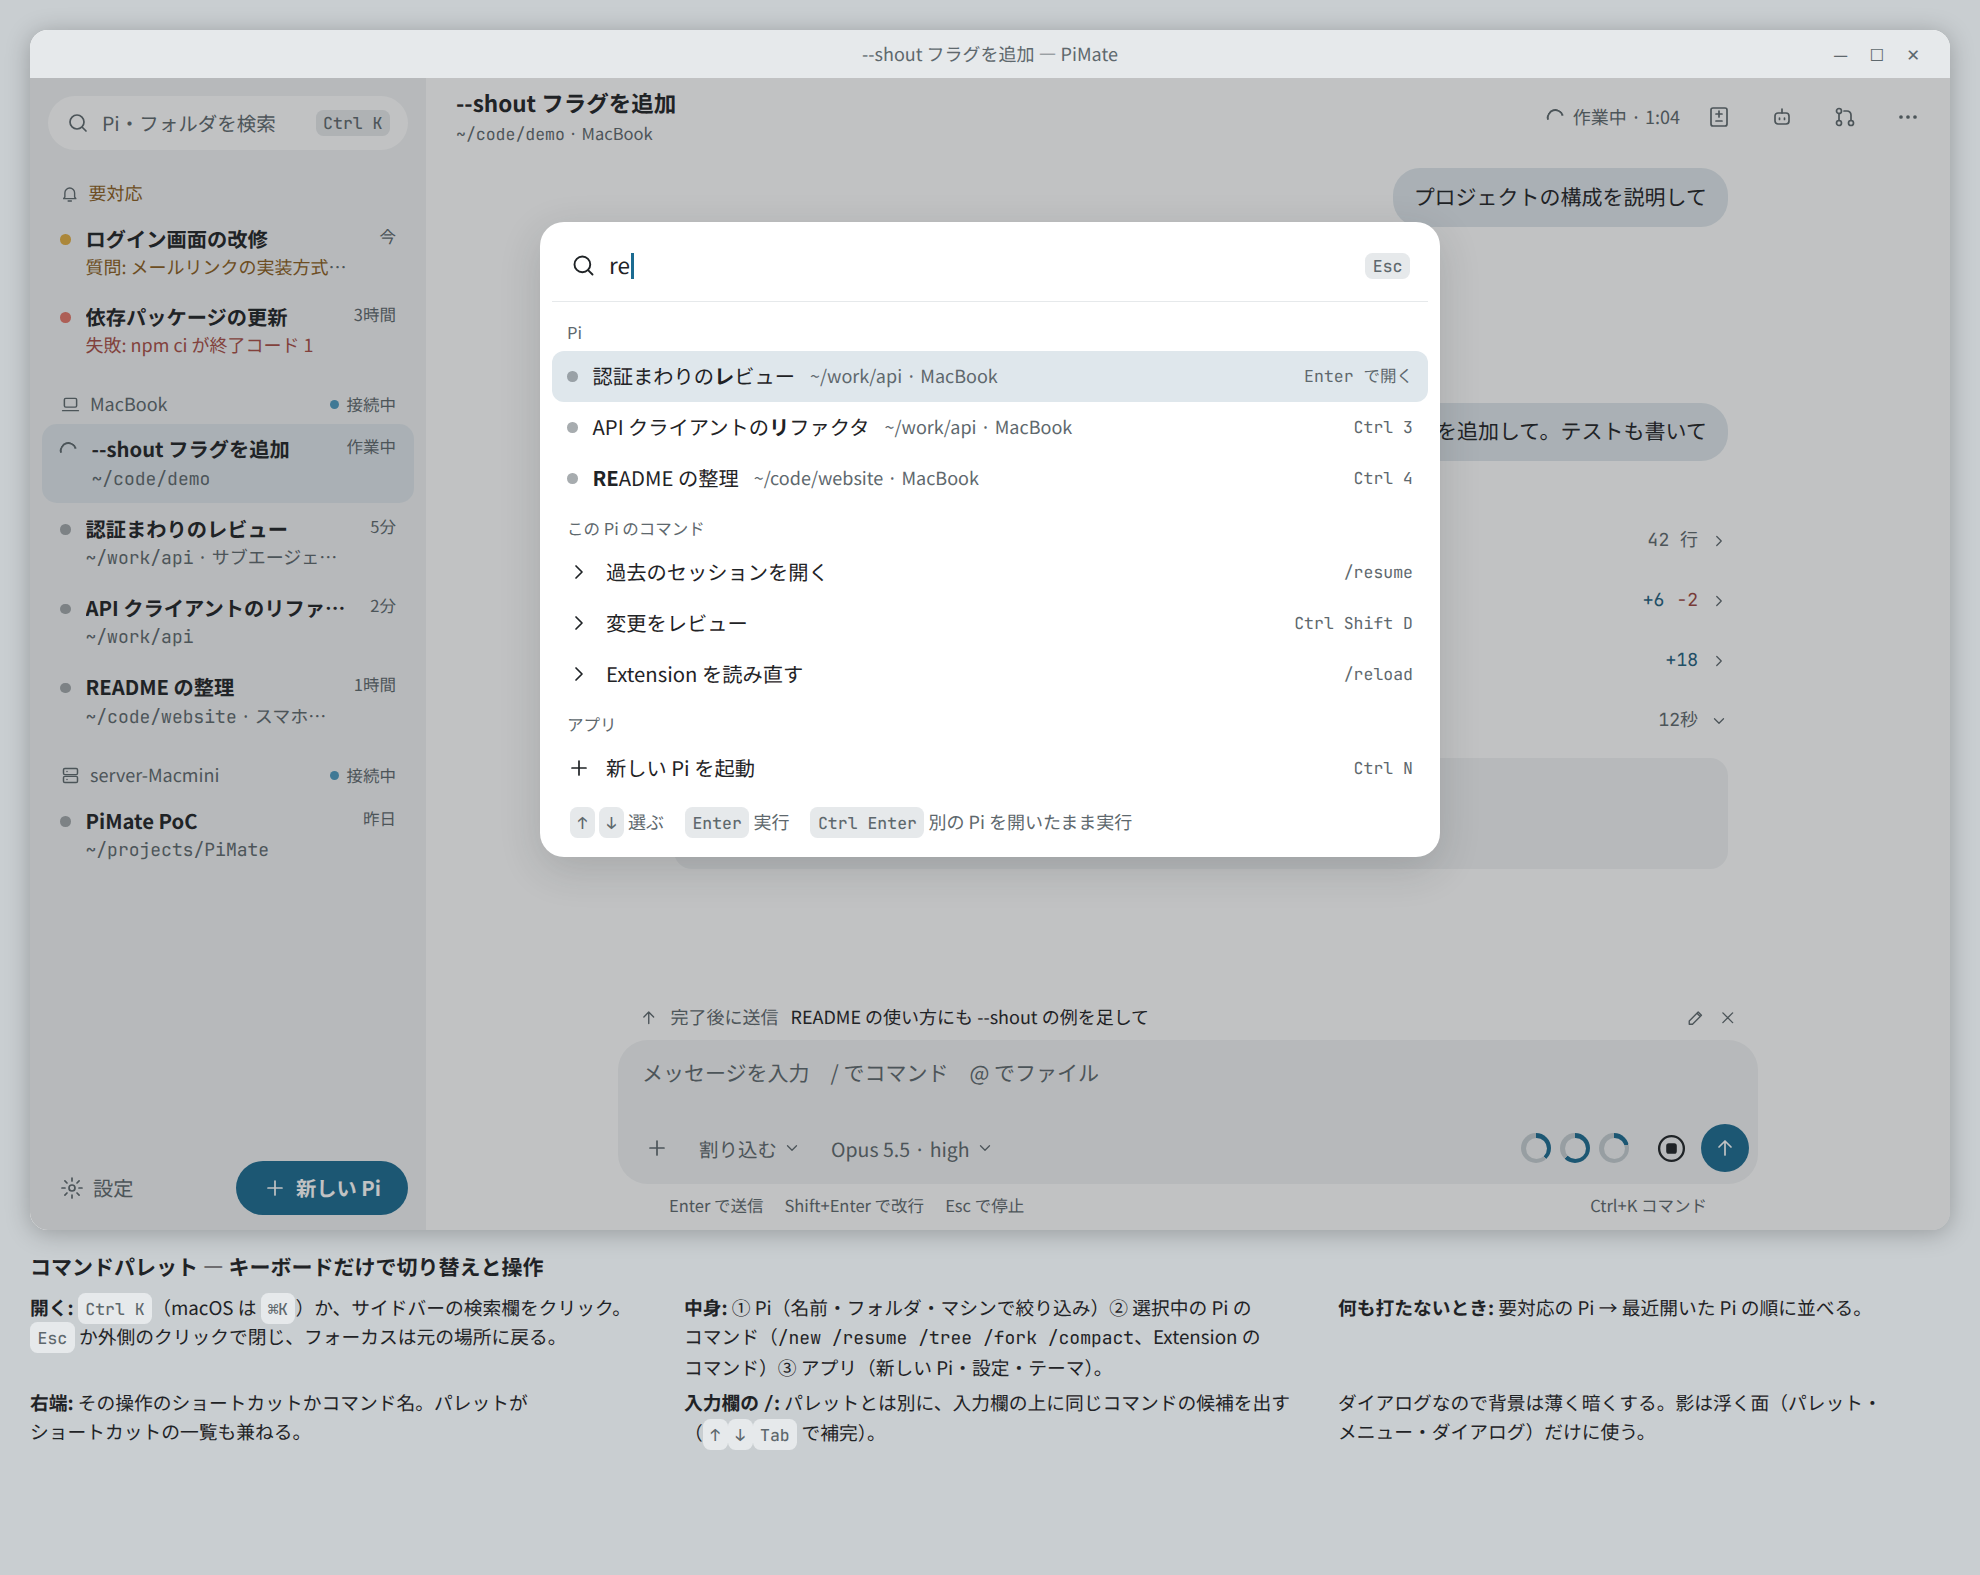 --shout フラグを追加 — PiMate
Pi・フォルダを検索 Ctrl K
要対応
ログイン画面の改修 今
質問: メールリンクの実装方式…
依存パッケージの更新 3時間
失敗: npm ci が終了コード 1
MacBook 接続中
--shout フラグを追加 作業中
~/code/demo
認証まわりのレビュー 5分
~/work/api · サブエージェ…
API クライアントのリファ… 2分
~/work/api
README の整理 1時間
~/code/website · スマホ…
server-Macmini 接続中
PiMate PoC 昨日
~/projects/PiMate
設定
新しい Pi
--shout フラグを追加
~/code/demo · MacBook
作業中 · 1:04
プロジェクトの構成を説明して
を追加して。テストも書いて
42 行
+6 -2
+18
12秒
re Esc
Pi
認証まわりのレビュー ~/work/api · MacBook Enter で開く
API クライアントのリファクタ ~/work/api · MacBook Ctrl 3
README の整理 ~/code/website · MacBook Ctrl 4
この Pi のコマンド
過去のセッションを開く /resume
変更をレビュー Ctrl Shift D
Extension を読み直す /reload
アプリ
新しい Pi を起動 Ctrl N
↑ ↓ 選ぶ Enter 実行 Ctrl Enter 別の Pi を開いたまま実行
完了後に送信 README の使い方にも --shout の例を足して
メッセージを入力 / でコマンド @ でファイル
割り込む Opus 5.5 · high
Enter で送信 Shift+Enter で改行 Esc で停止 Ctrl+K コマンド
コマンドパレット — キーボードだけで切り替えと操作
開く: Ctrl K （macOS は ⌘K）か、サイドバーの検索欄をクリック。
Esc か外側のクリックで閉じ、フォーカスは元の場所に戻る。
中身: ① Pi（名前・フォルダ・マシンで絞り込み）② 選択中の Pi の
コマンド（/new /resume /tree /fork /compact、Extension の
コマンド）③ アプリ（新しい Pi・設定・テーマ）。
何も打たないとき: 要対応の Pi → 最近開いた Pi の順に並べる。
右端: その操作のショートカットかコマンド名。パレットが
ショートカットの一覧も兼ねる。
入力欄の /: パレットとは別に、入力欄の上に同じコマンドの候補を出す
（↑ ↓ Tab で補完）。
ダイアログなので背景は薄く暗くする。影は浮く面（パレット・
メニュー・ダイアログ）だけに使う。